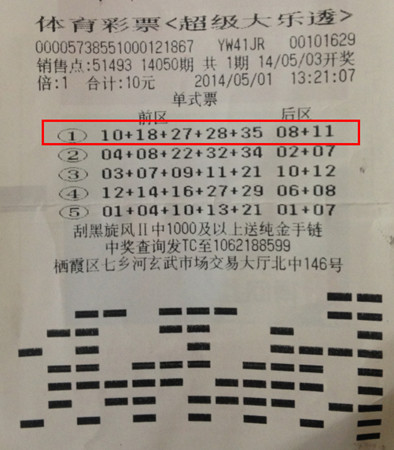 体育彩票<超级大乐透>
00005738551000121867 YW41JR 00101629
销售点:51493 14050期 共 1期 14/05/03开奖
倍:1 合计:10元 2014/05/01 13:21:07
单式票
前区 后区
① 10+18+27+28+35 08+11
② 04+08+22+32+34 02+07
③ 03+07+09+11+21 10+12
④ 12+14+16+27+29 06+08
⑤ 01+04+10+13+21 01+07
刮黑旋风Ⅱ中1000及以上送纯金手链
中奖查询发TC至1062188599
栖霞区七乡河玄武市场交易大厅北中146号